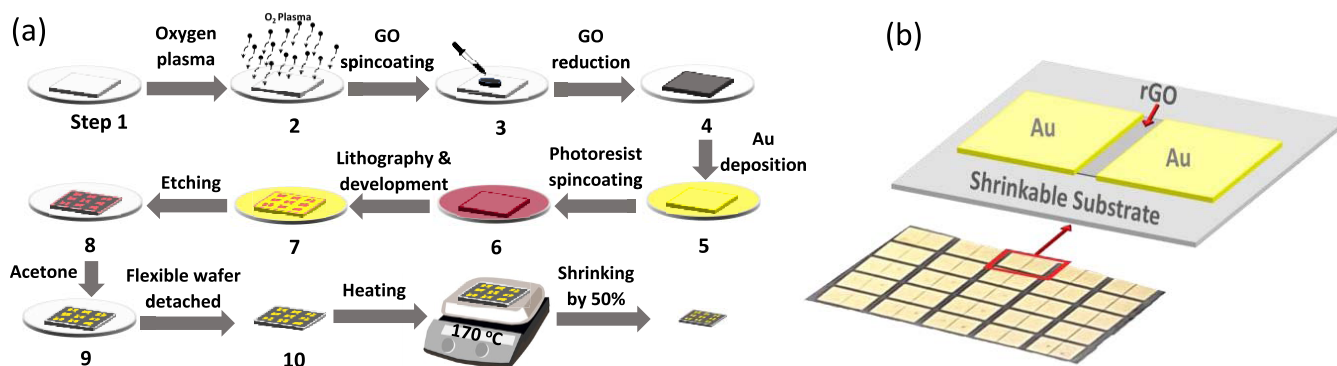 (a)
O₂ Plasma
Oxygen
plasma
GO
spincoating
GO
reduction
Step 1
2
3
4
Au
deposition
Photoresist
spincoating
Lithography &
development
Etching
8
7
6
5
Acetone
Flexible wafer
detached
Heating
170 °C
Shrinking
by 50%
9
10
(b)
rGO
Au
Au
Shrinkable Substrate